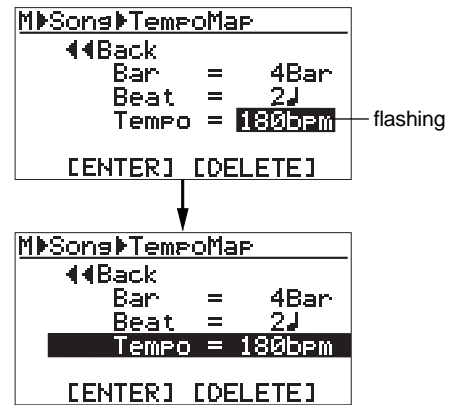 M▶Song▶TempoMap
◀◀Back
Bar = 4Bar
Beat = 2♩
Tempo = 180bpm
flashing
[ENTER] [DELETE]
M▶Song▶TempoMap
◀◀Back
Bar = 4Bar
Beat = 2♩
Tempo = 180bpm
[ENTER] [DELETE]